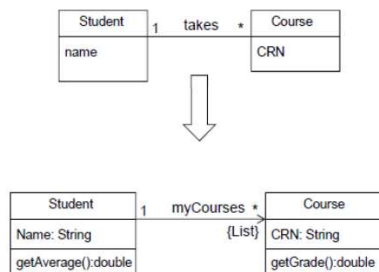 Student
1 takes *
Course
name
CRN
Student
1 myCourses *
Course
Name: String
{List}
CRN: String
getAverage():double
getGrade():double